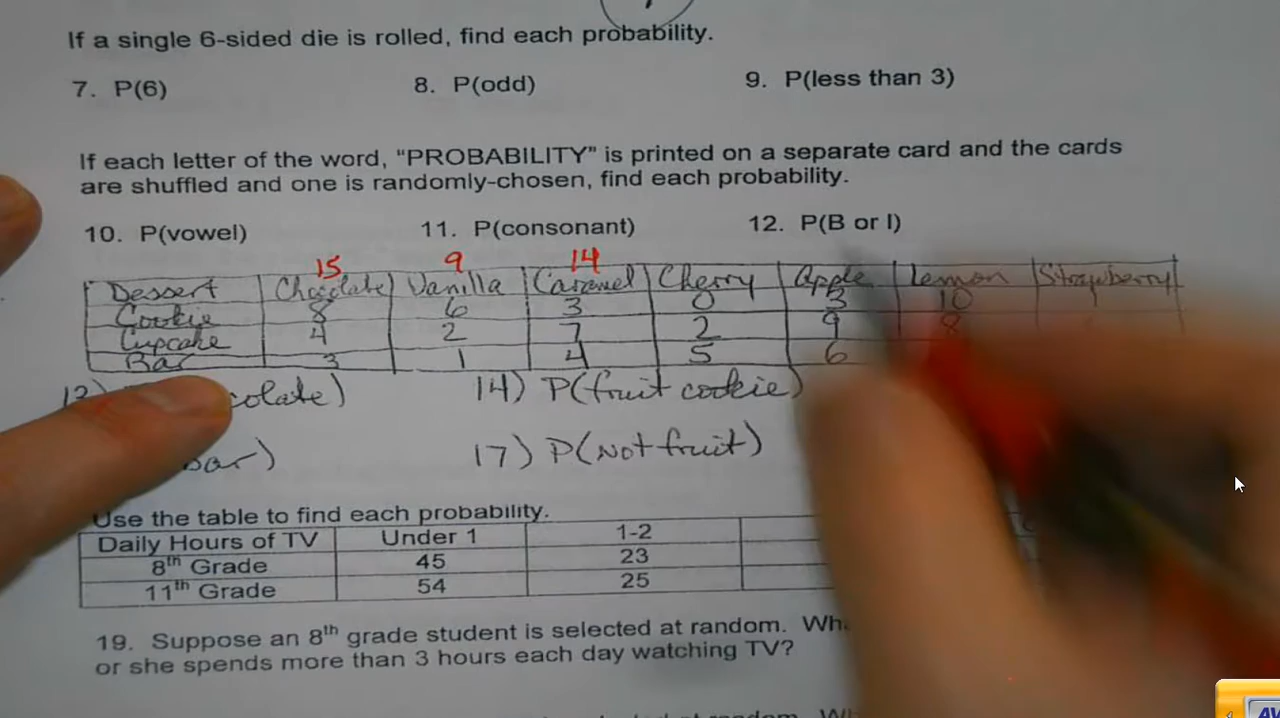 If a single 6-sided die is rolled, find each probability.
7. P(6) 8. P(odd) 9. P(less than 3)
If each letter of the word, “PROBABILITY” is printed on a separate card and the cards
are shuffled and one is randomly-chosen, find each probability.
10. P(vowel) 11. P(consonant) 12. P(B or I)
15 9 14
Dessert Chocolate Vanilla Caramel Cherry Apple Lemon Strawberry
Cookie 8 6 3 0 3 10
Cupcake 4 2 7 2 9 8
Bar 3 1 4 5 6
14) P(fruit cookie)
17) P(Not fruit)
Use the table to find each probability.
Daily Hours of TV Under 1 1-2
8th Grade 45 23
11th Grade 54 25
19. Suppose an 8th grade student is selected at random.
or she spends more than 3 hours each day watching TV?